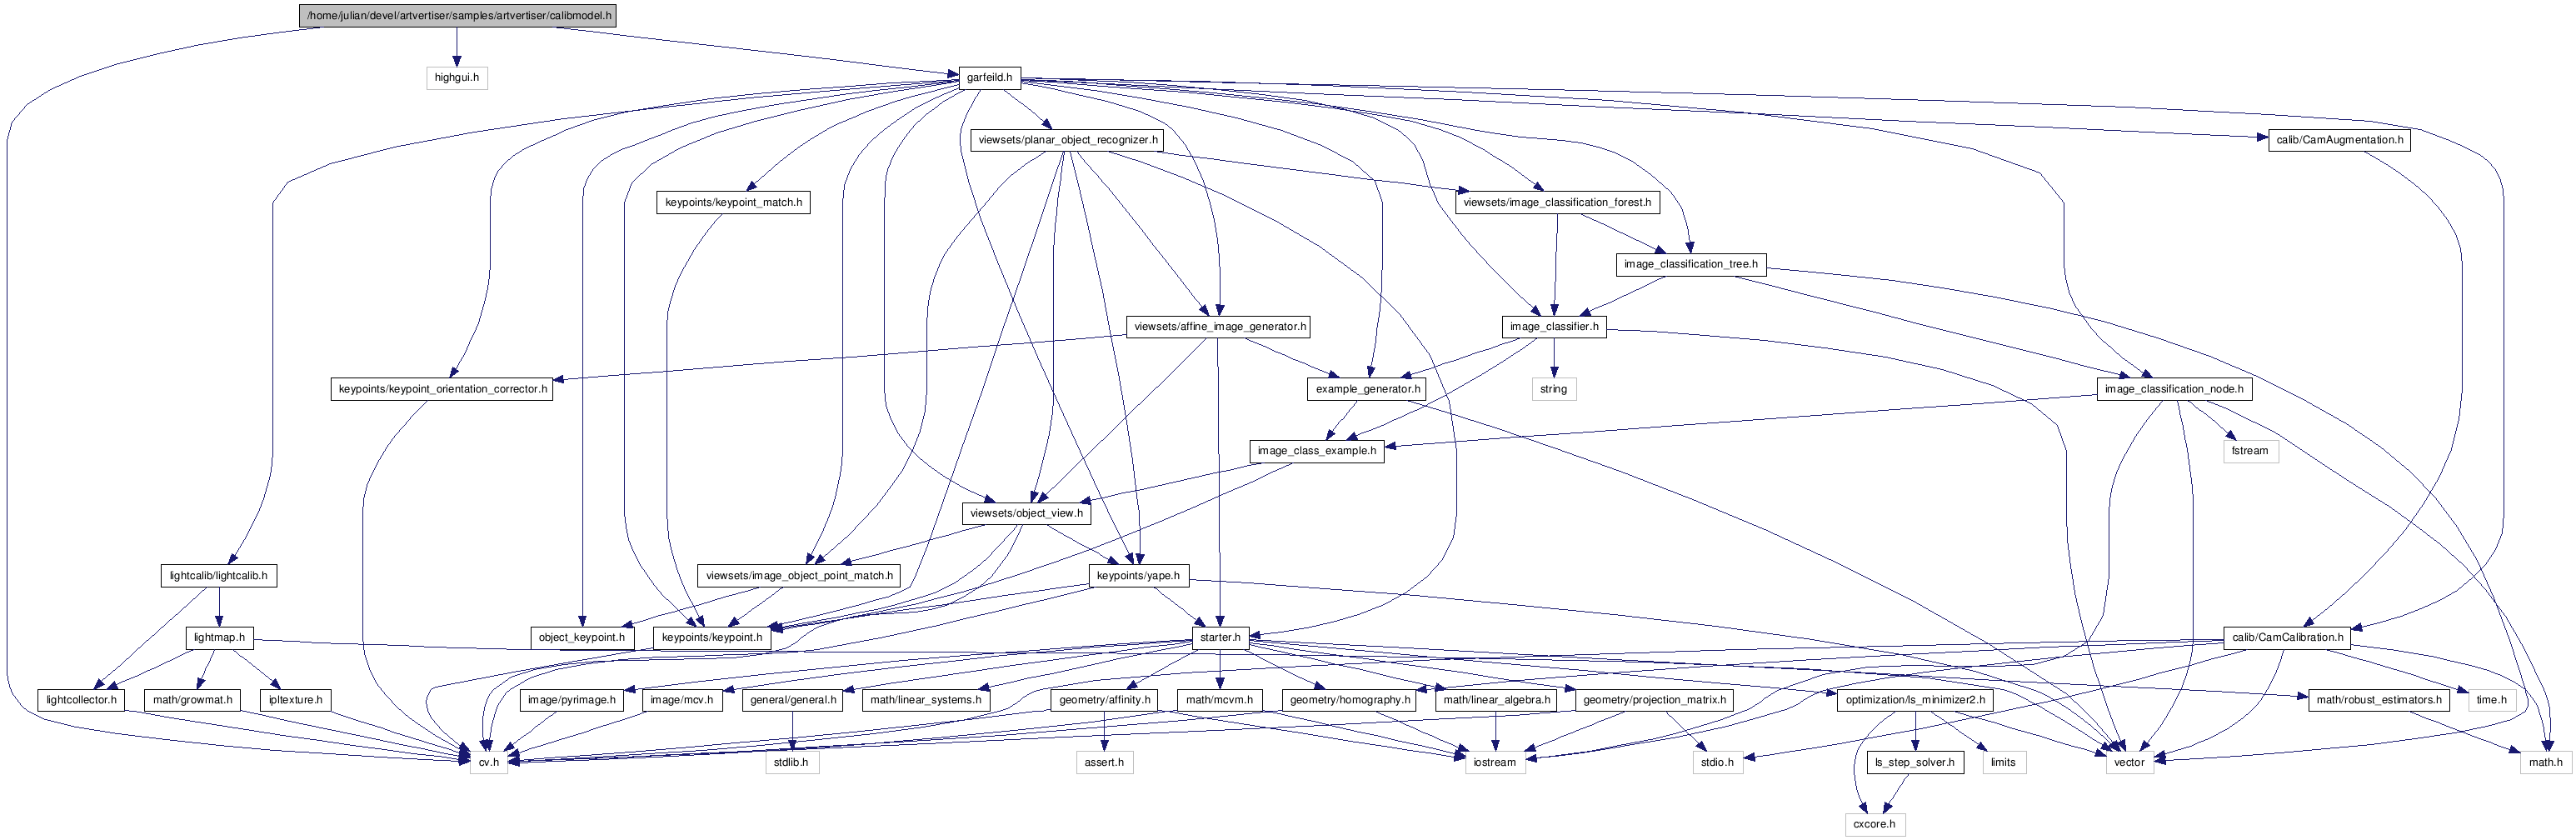 /home/julian/devel/artvertiser/samples/artvertiser/calibmodel.h
highgui.h
garfeild.h
viewsets/planar_object_recognizer.h
calib/CamAugmentation.h
keypoints/keypoint_match.h
viewsets/image_classification_forest.h
image_classification_tree.h
viewsets/affine_image_generator.h
image_classifier.h
keypoints/keypoint_orientation_corrector.h
example_generator.h
string
image_classification_node.h
image_class_example.h
fstream
viewsets/object_view.h
lightcalib/lightcalib.h
viewsets/image_object_point_match.h
keypoints/yape.h
lightmap.h
object_keypoint.h
keypoints/keypoint.h
starter.h
calib/CamCalibration.h
lightcollector.h
math/growmat.h
ipltexture.h
image/pyrimage.h
image/mcv.h
general/general.h
math/linear_systems.h
geometry/affinity.h
math/mcvm.h
geometry/homography.h
math/linear_algebra.h
geometry/projection_matrix.h
optimization/ls_minimizer2.h
math/robust_estimators.h
time.h
cv.h
stdlib.h
assert.h
iostream
stdio.h
ls_step_solver.h
limits
vector
math.h
cxcore.h